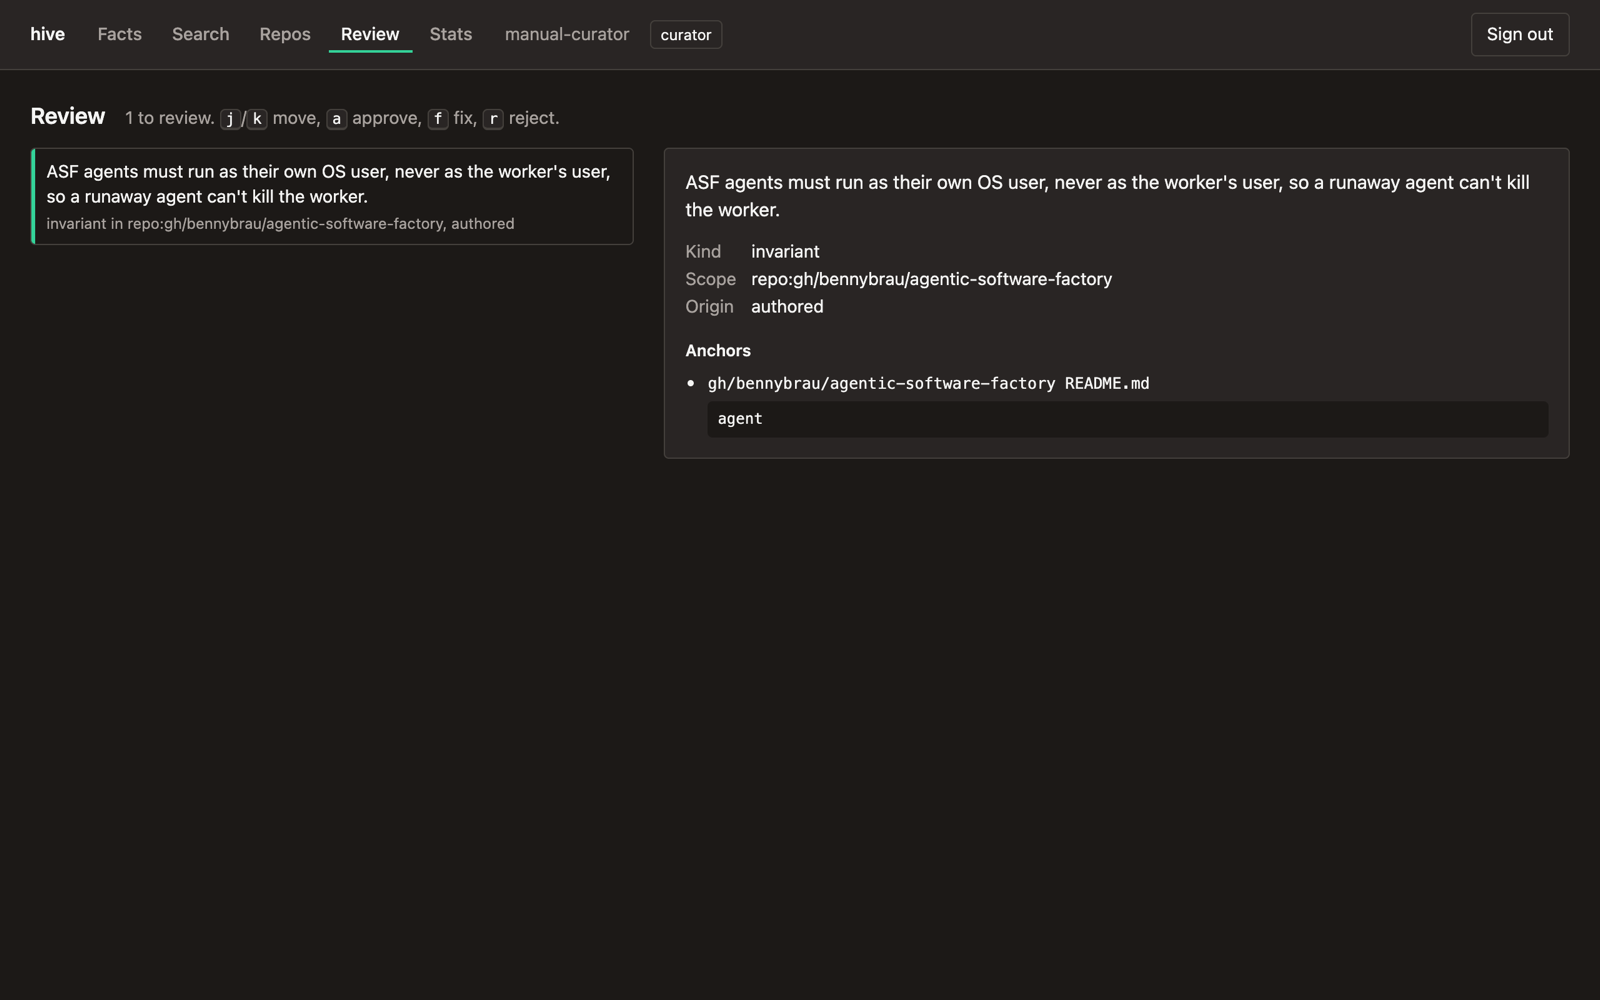 hive Facts Search Repos Review Stats manual-curator curator Sign out
Review 1 to review. j/k move, a approve, f fix, r reject.
ASF agents must run as their own OS user, never as the worker's user,
so a runaway agent can't kill the worker.
invariant in repo:gh/bennybrau/agentic-software-factory, authored
ASF agents must run as their own OS user, never as the worker's user, so a runaway agent can't kill
the worker.
Kind invariant
Scope repo:gh/bennybrau/agentic-software-factory
Origin authored
Anchors
• gh/bennybrau/agentic-software-factory README.md
agent